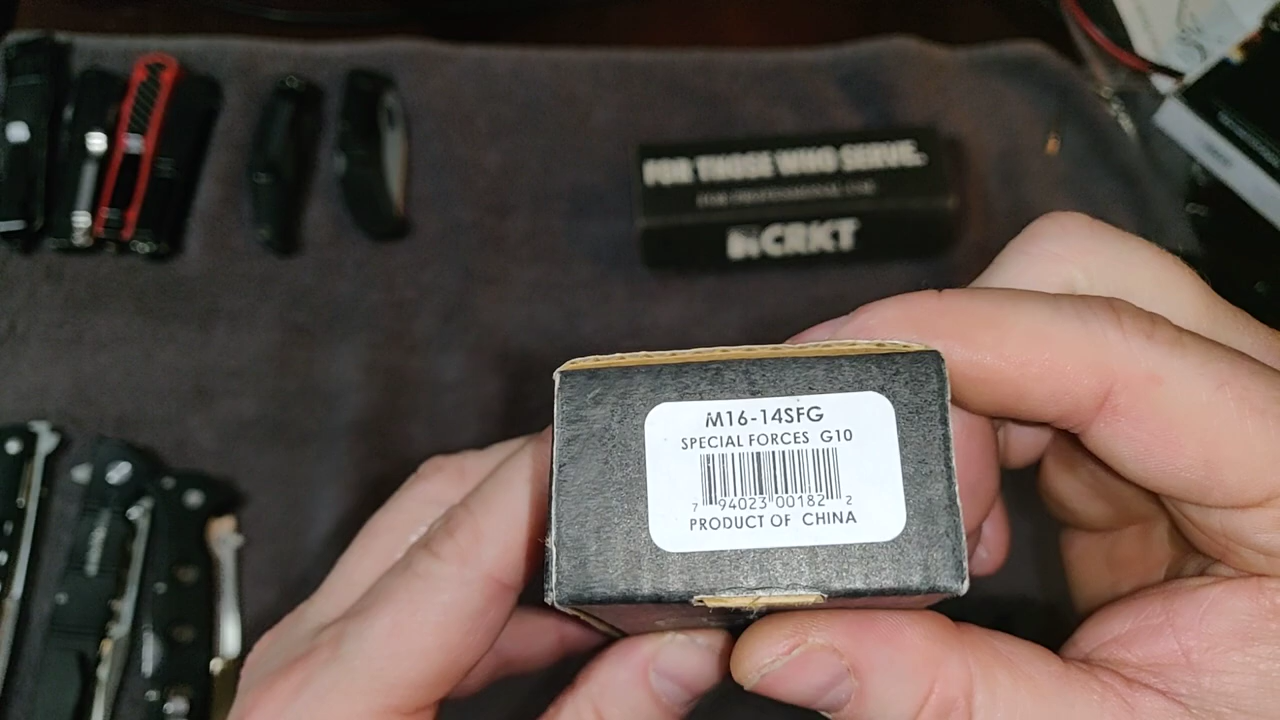 FOR THOSE WHO SERVE.
CRKT
M16-14SFG
SPECIAL FORCES G10
7 94023 00182 2
PRODUCT OF CHINA